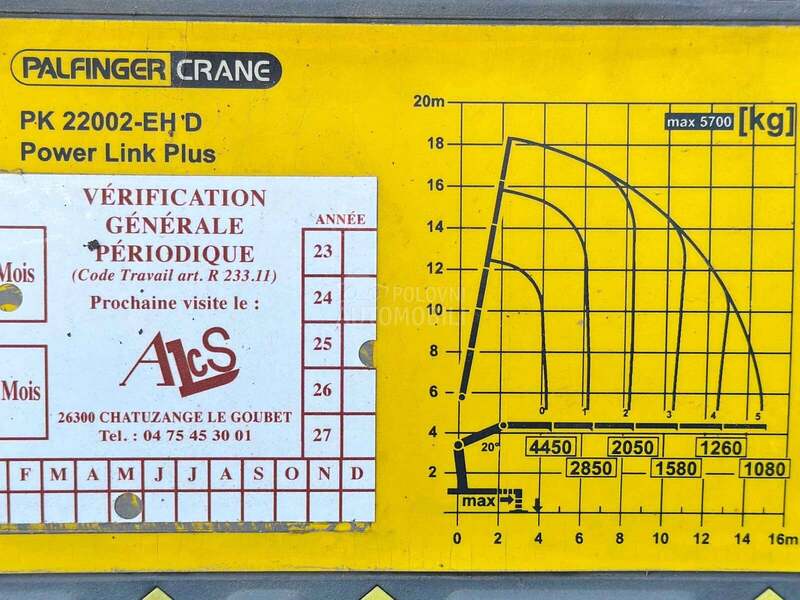 PALFINGER CRANE
PK 22002-EH D
Power Link Plus
VÉRIFICATION
GÉNÉRALE
PÉRIODIQUE
(Code Travail art. R 233.11)
Prochaine visite le :
ALCS
26300 CHATUZANGE LE GOUBET
Tel. : 04 75 45 30 01
Mois
Mois
ANNÉE
23
24
25
26
27
F M A M J J A S O N D
POLOVNI
AUTOMOBILI
max 5700 [kg]
20m
18
16
14
12
10
8
6
4
2
0 1 2 3 4 5
20°
4450 2050 1260
2850 1580 1080
max
0 2 4 6 8 10 12 14 16m